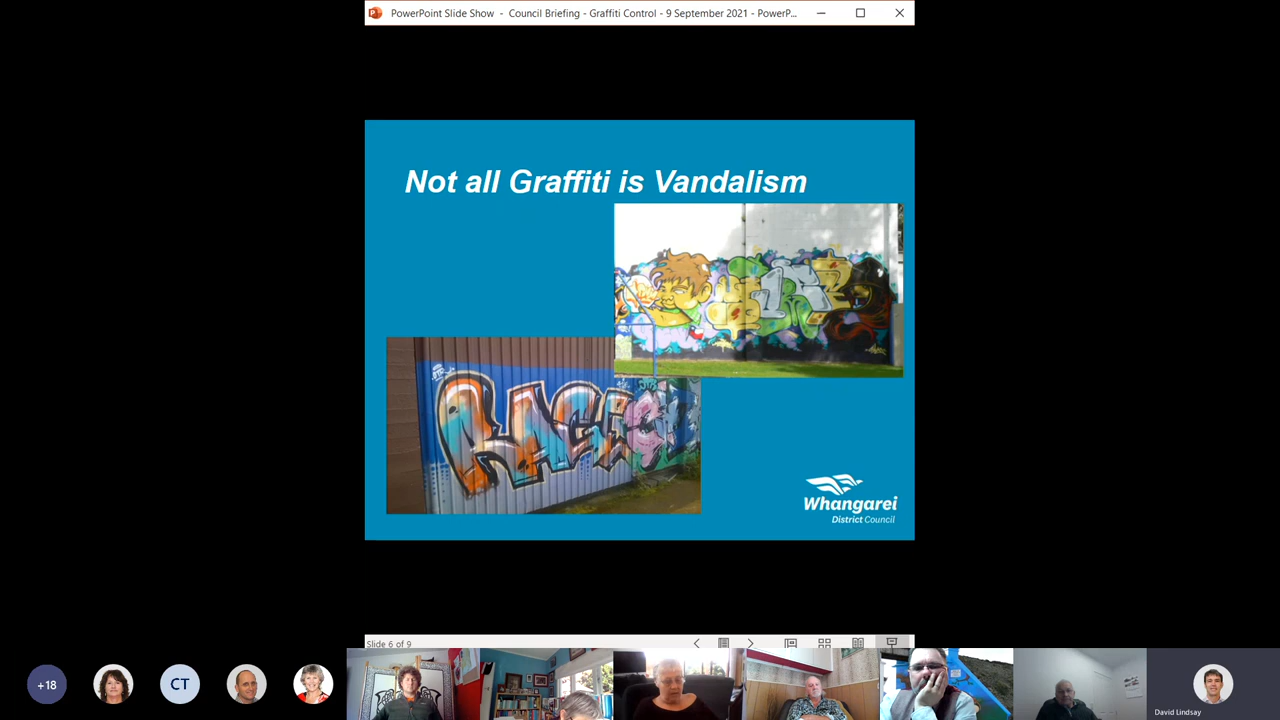 PowerPoint Slide Show - Council Briefing - Graffiti Control - 9 September 2021 - PowerP...
Not all Graffiti is Vandalism
Whangarei
District Council
Slide 6 of 9
+18
CT
David Lindsay